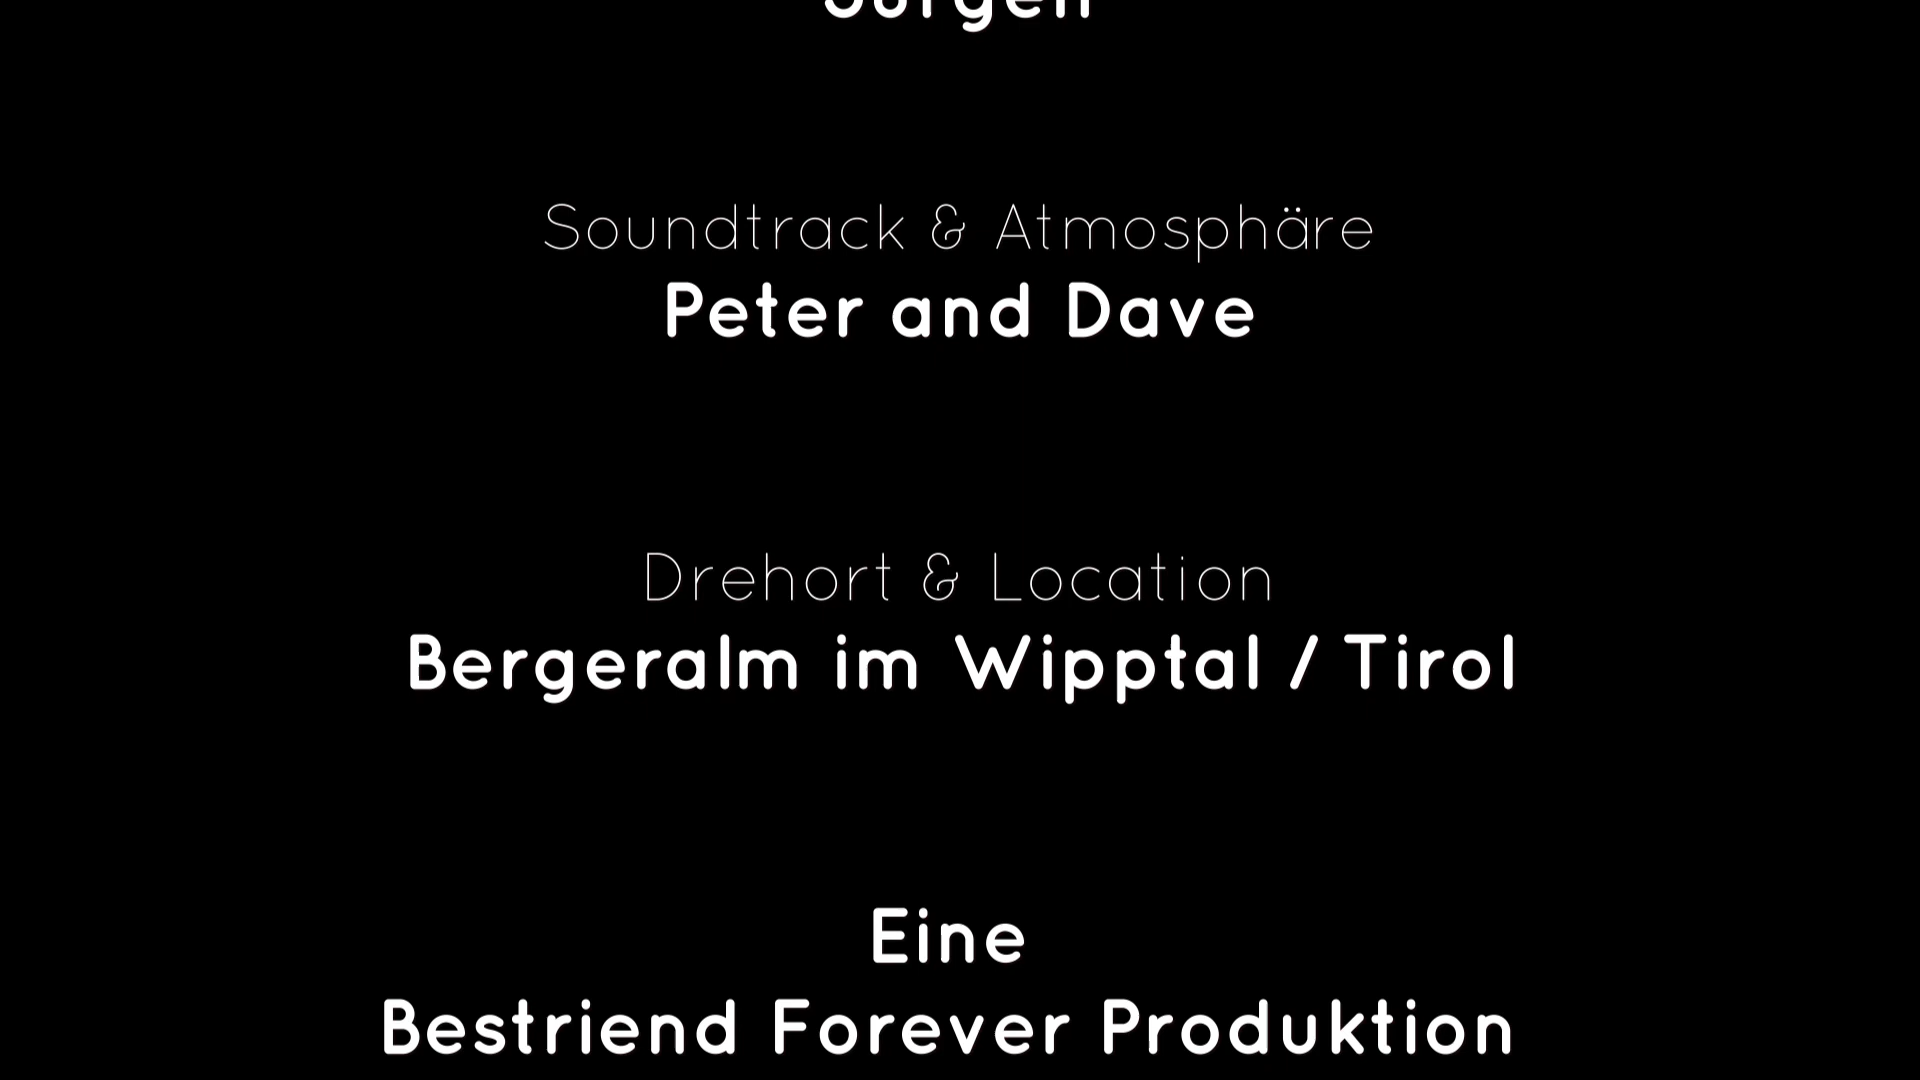 Soundtrack & Atmosphäre
Peter and Dave
Drehort & Location
Bergeralm im Wipptal / Tirol
Eine
Bestriend Forever Produktion